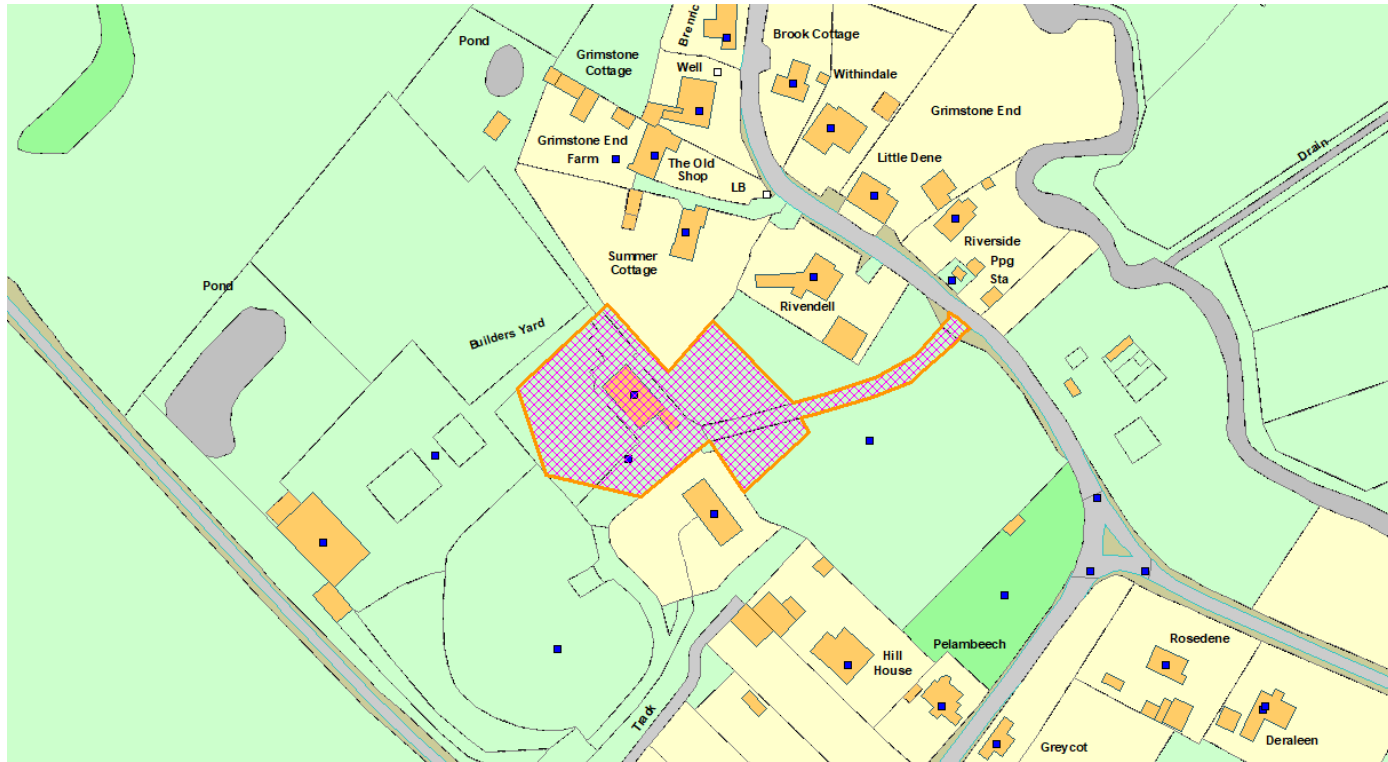 Brenric
Brook Cottage
Pond
Grimstone
Cottage
Well
Withindale
Grimstone End
Grimstone End
Farm
The Old
Shop
LB
Little Dene
Drain
Summer
Cottage
Riverside
Ppg
Sta
Pond
Rivendell
Builders Yard
Pelambeech
Hill
House
Rosedene
Track
Greycot
Deraleen